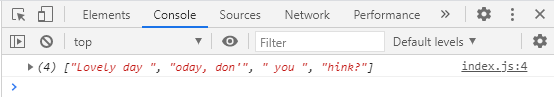 Elements Console Sources Network Performance »
top Filter Default levels
(4) ["Lovely day ", "oday, don'", " you ", "hink?"] index.js:4
>